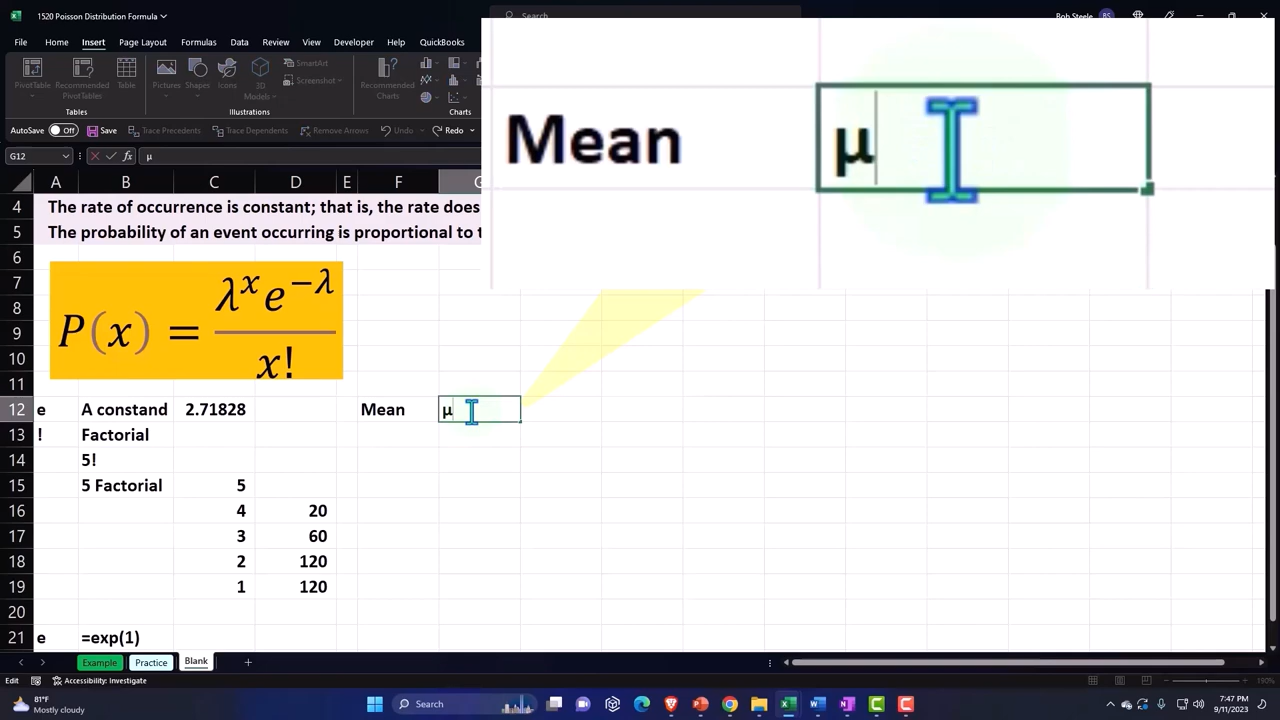 1520 Poisson Distribution Formula
Search
Bob Steele
BS
File Home Insert Page Layout Formulas Data Review View Developer Help QuickBooks
PivotTable
Recommended PivotTables
Table
Pictures
Shapes
Icons
3D Models
SmartArt
Screenshot
Recommended Charts
Tables
Illustrations
AutoSave Off Save Trace Precedents Trace Dependents Remove Arrows Redo
Mean µ
G12 fx µ
A B C D E F
4 The rate of occurrence is constant; that is, the rate does
5 The probability of an event occurring is proportional to t
6
7
8
9
10
11
P(x) = λ^x e^−λ / x!
12 e A constand 2.71828 Mean µ
13 ! Factorial
14 5!
15 5 Factorial 5
16 4 20
17 3 60
18 2 120
19 1 120
20
21 e =exp(1)
Example Practice Blank
Edit Accessibility: Investigate 190%
81°F
Mostly cloudy
Search
7:47 PM
9/11/2023